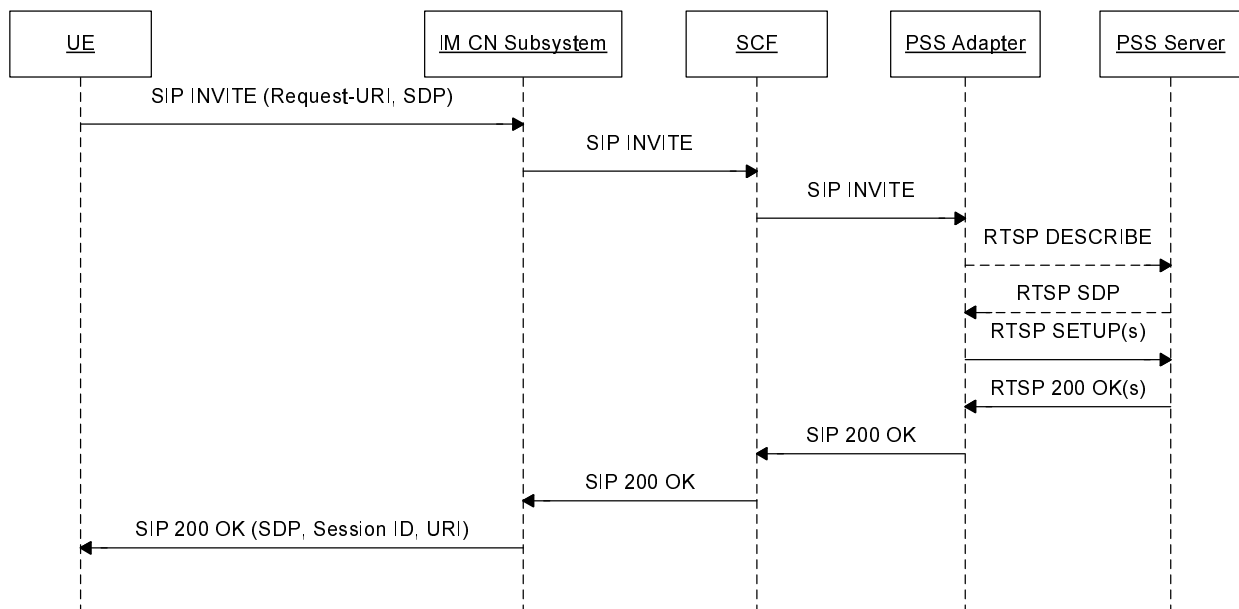 UE
IM CN Subsystem
SCF
PSS Adapter
PSS Server
SIP INVITE (Request-URI, SDP)
SIP INVITE
SIP INVITE
RTSP DESCRIBE
RTSP SDP
RTSP SETUP(s)
RTSP 200 OK(s)
SIP 200 OK
SIP 200 OK
SIP 200 OK (SDP, Session ID, URI)